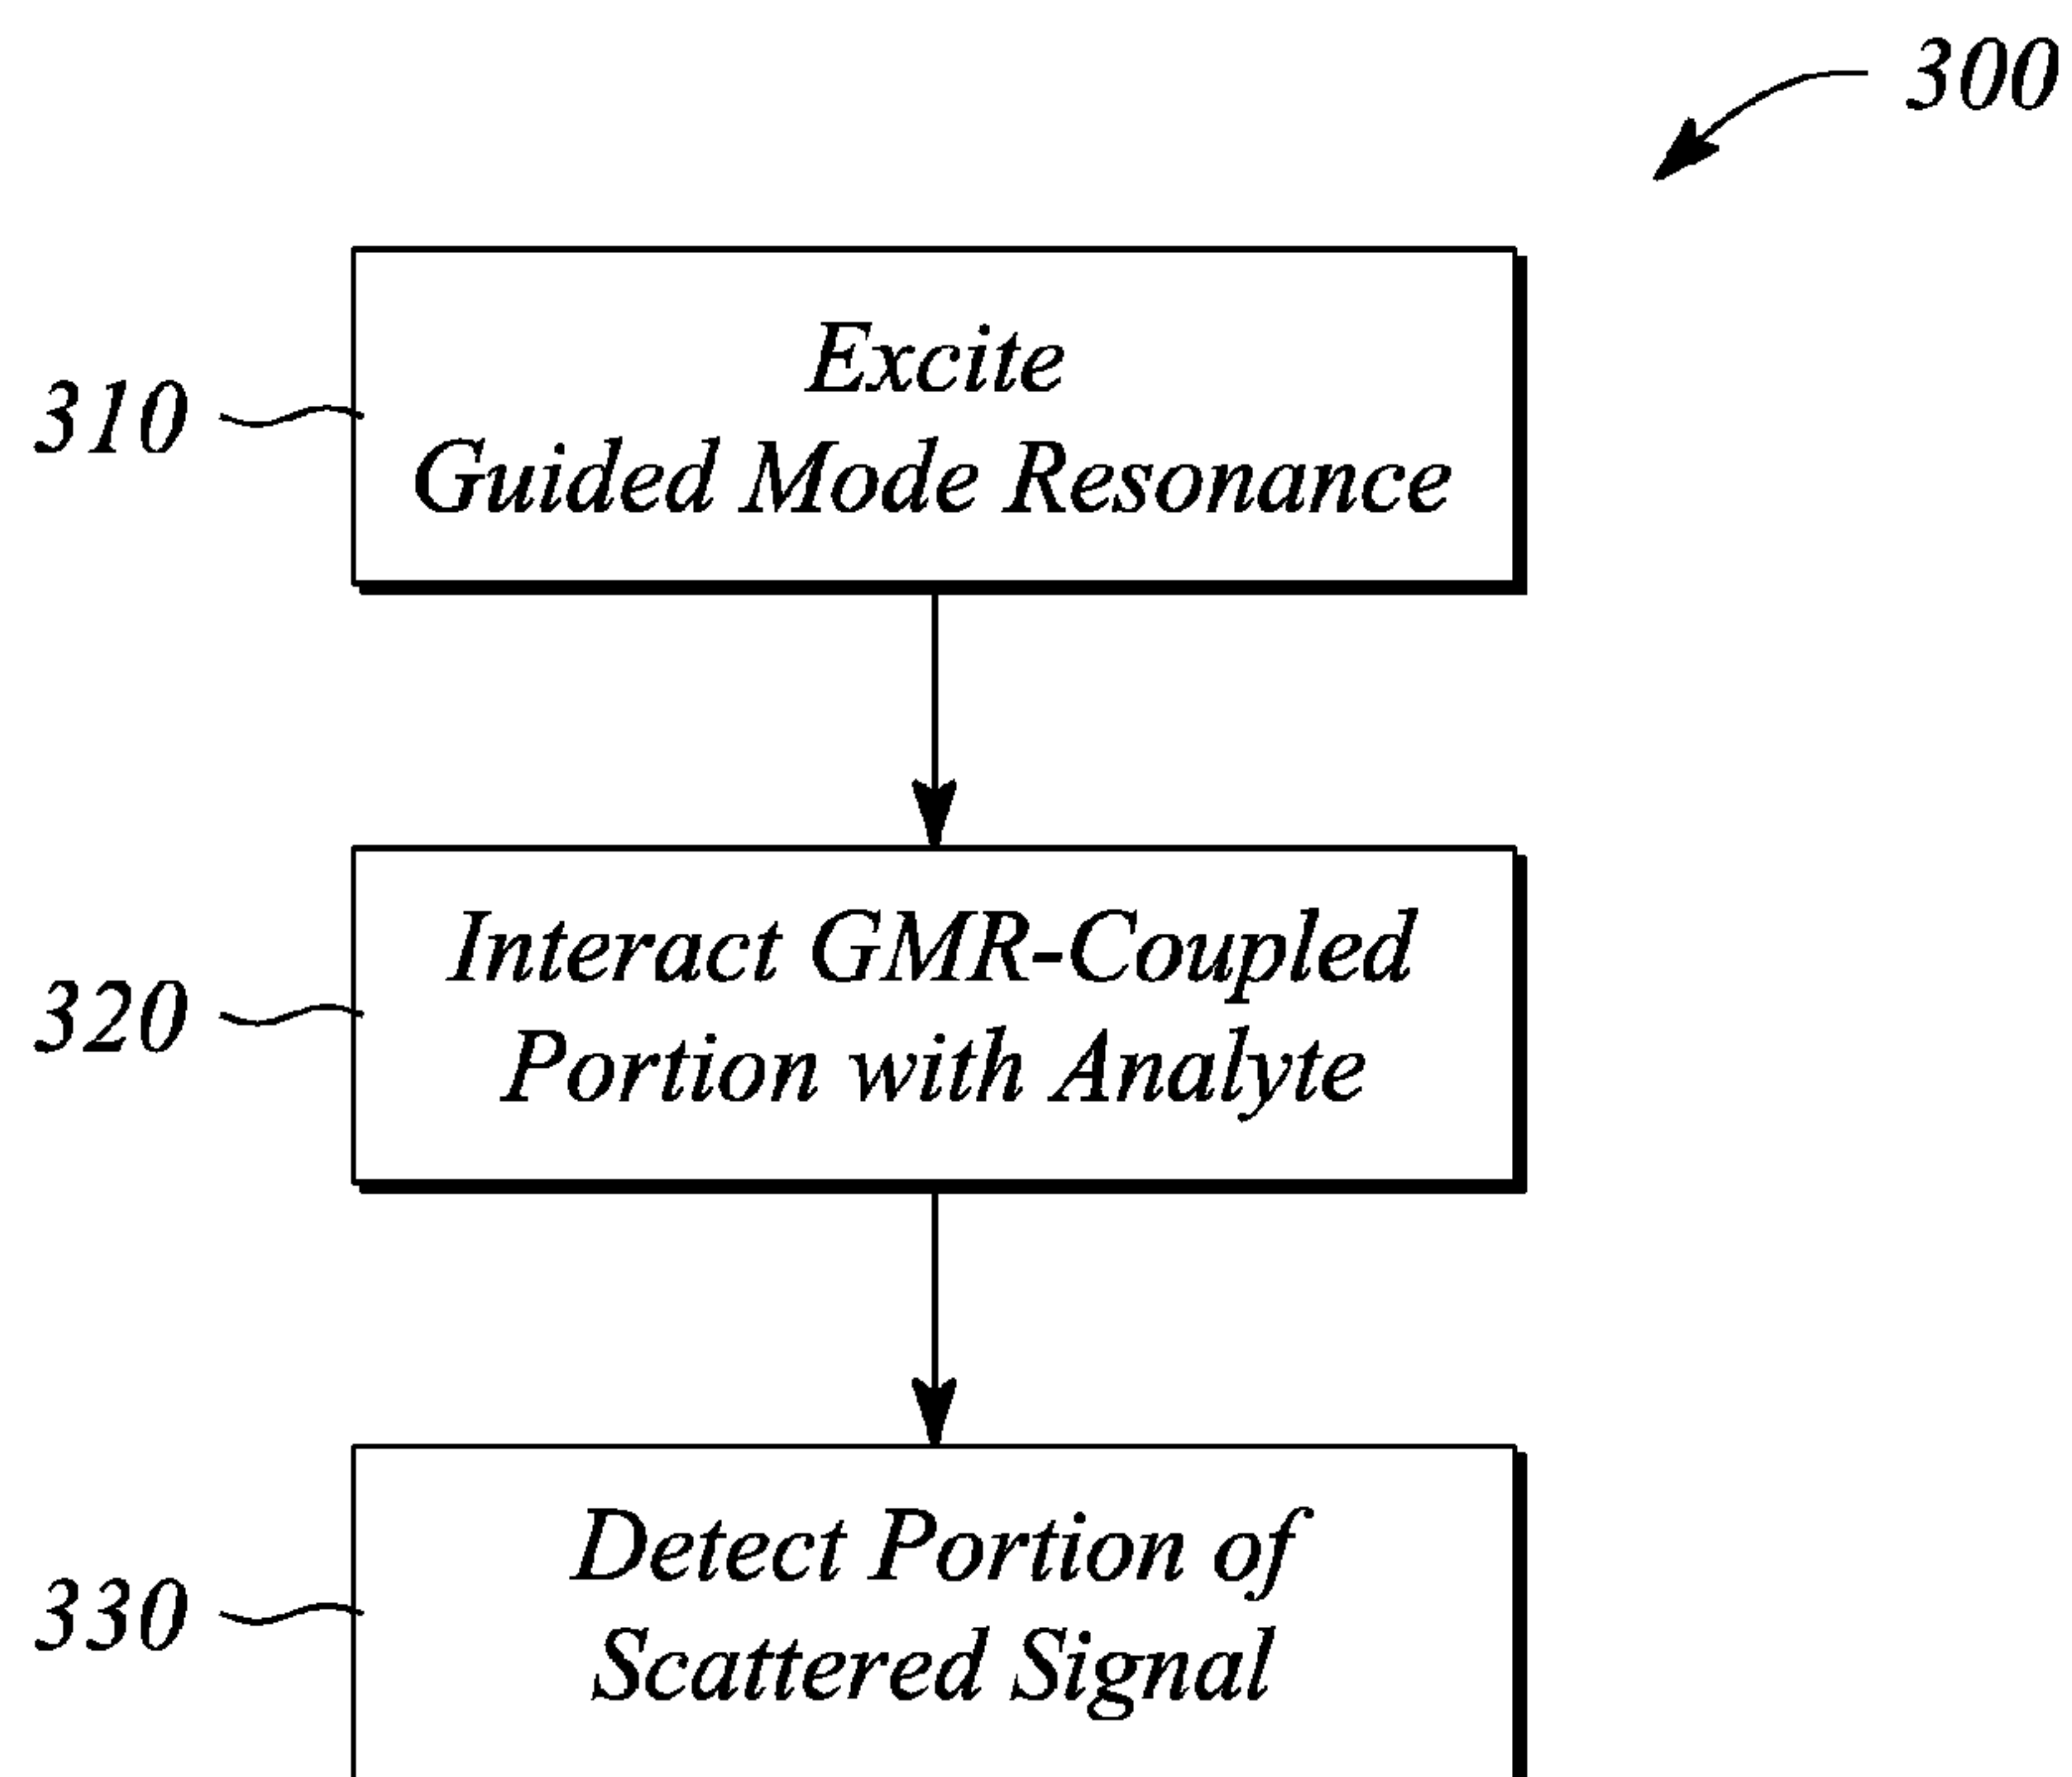 300
Excite
310
Guided Mode Resonance
Interact GMR-Coupled
320
Portion with Analyte
Detect Portion of
330
Scattered Signal